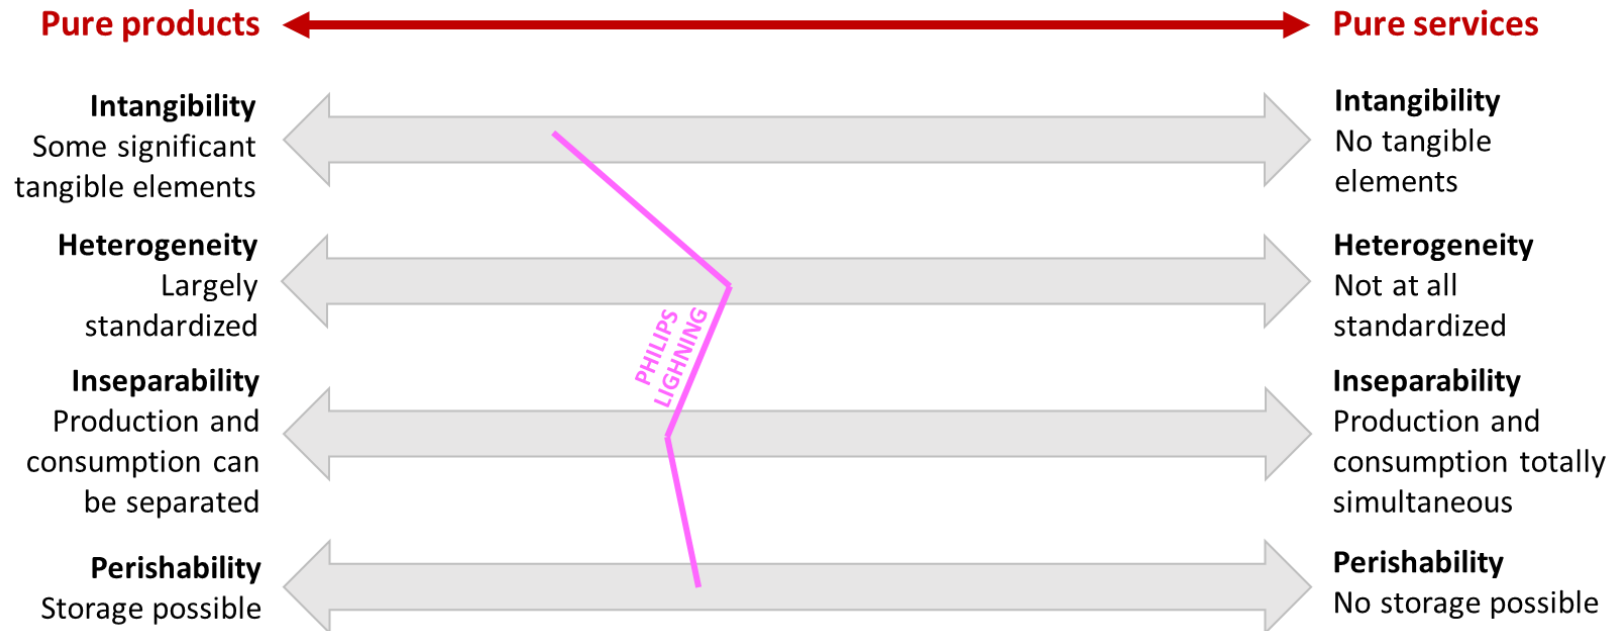 Pure products
Pure services
Intangibility
Some significant
tangible elements
Intangibility
No tangible
elements
Heterogeneity
Largely
standardized
Heterogeneity
Not at all
standardized
PHILIPS
LIGHNING
Inseparability
Production and
consumption can
be separated
Inseparability
Production and
consumption totally
simultaneous
Perishability
Storage possible
Perishability
No storage possible